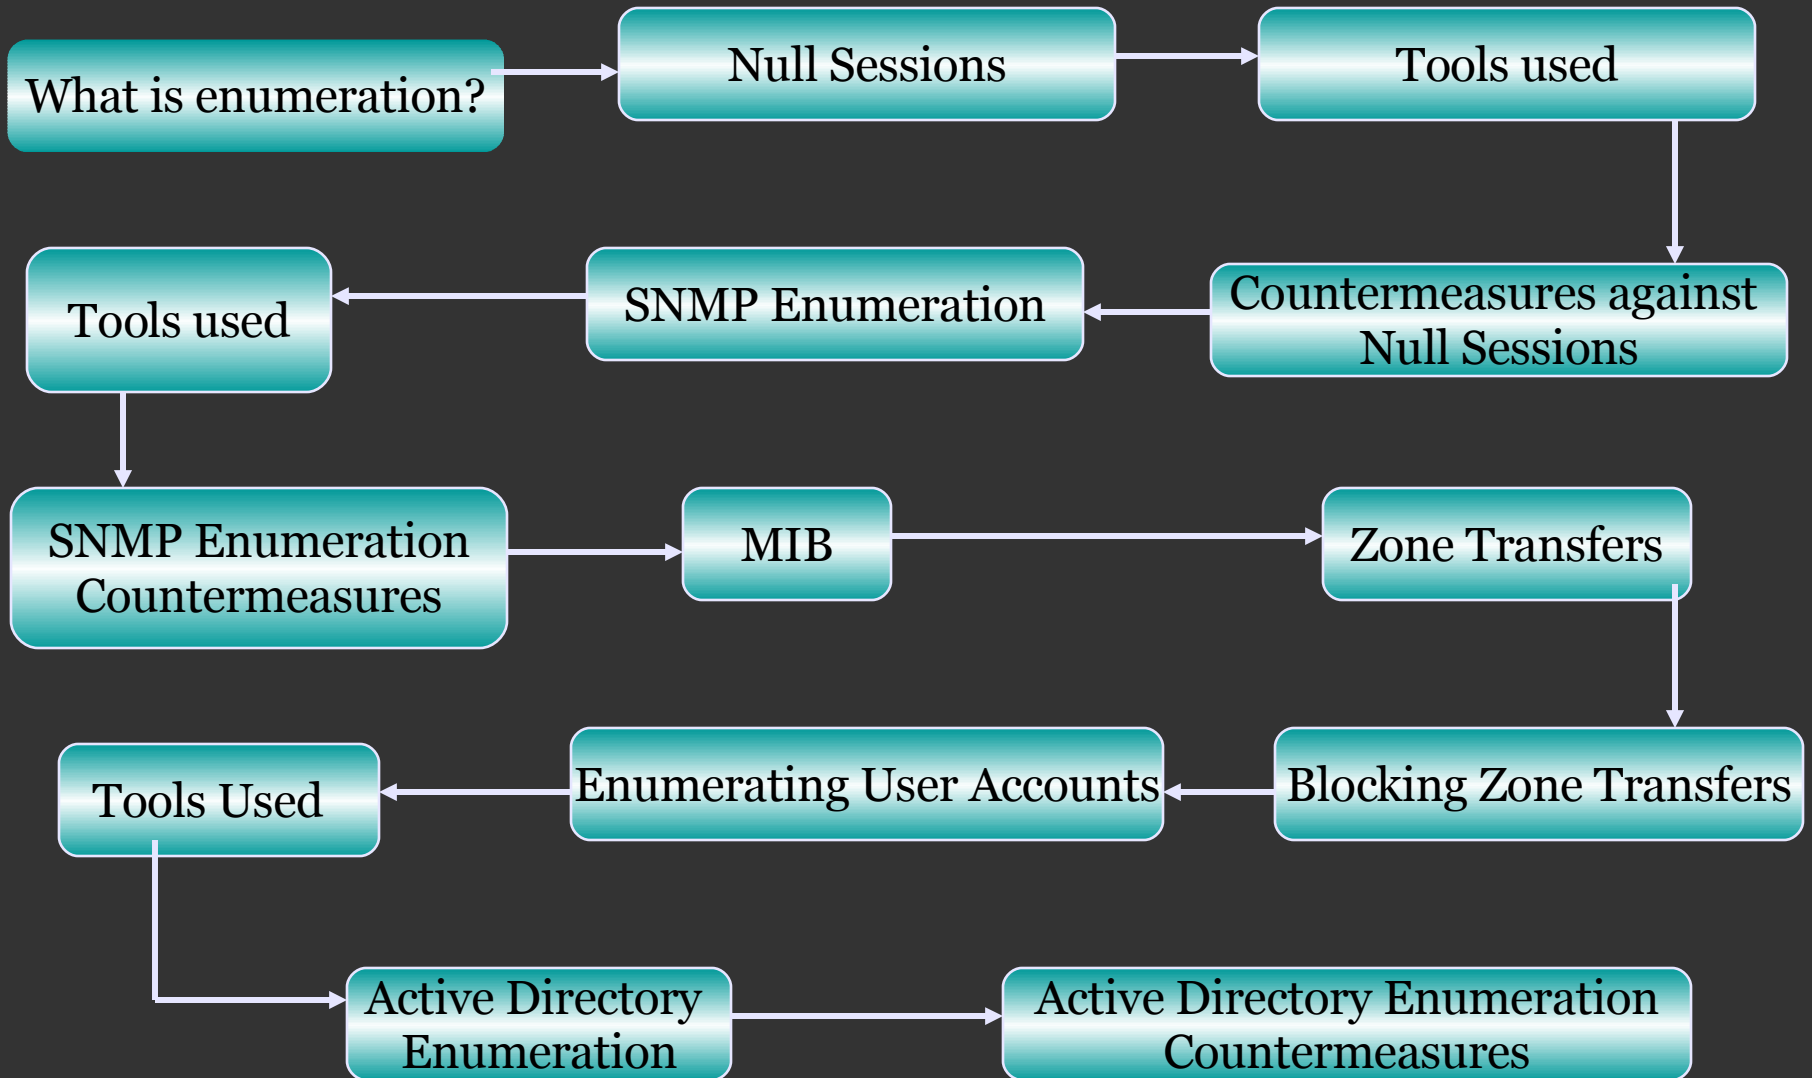 What is enumeration?
Null Sessions
Tools used
Countermeasures against
Null Sessions
SNMP Enumeration
Tools used
SNMP Enumeration
Countermeasures
MIB
Zone Transfers
Blocking Zone Transfers
Enumerating User Accounts
Tools Used
Active Directory
Enumeration
Active Directory Enumeration
Countermeasures